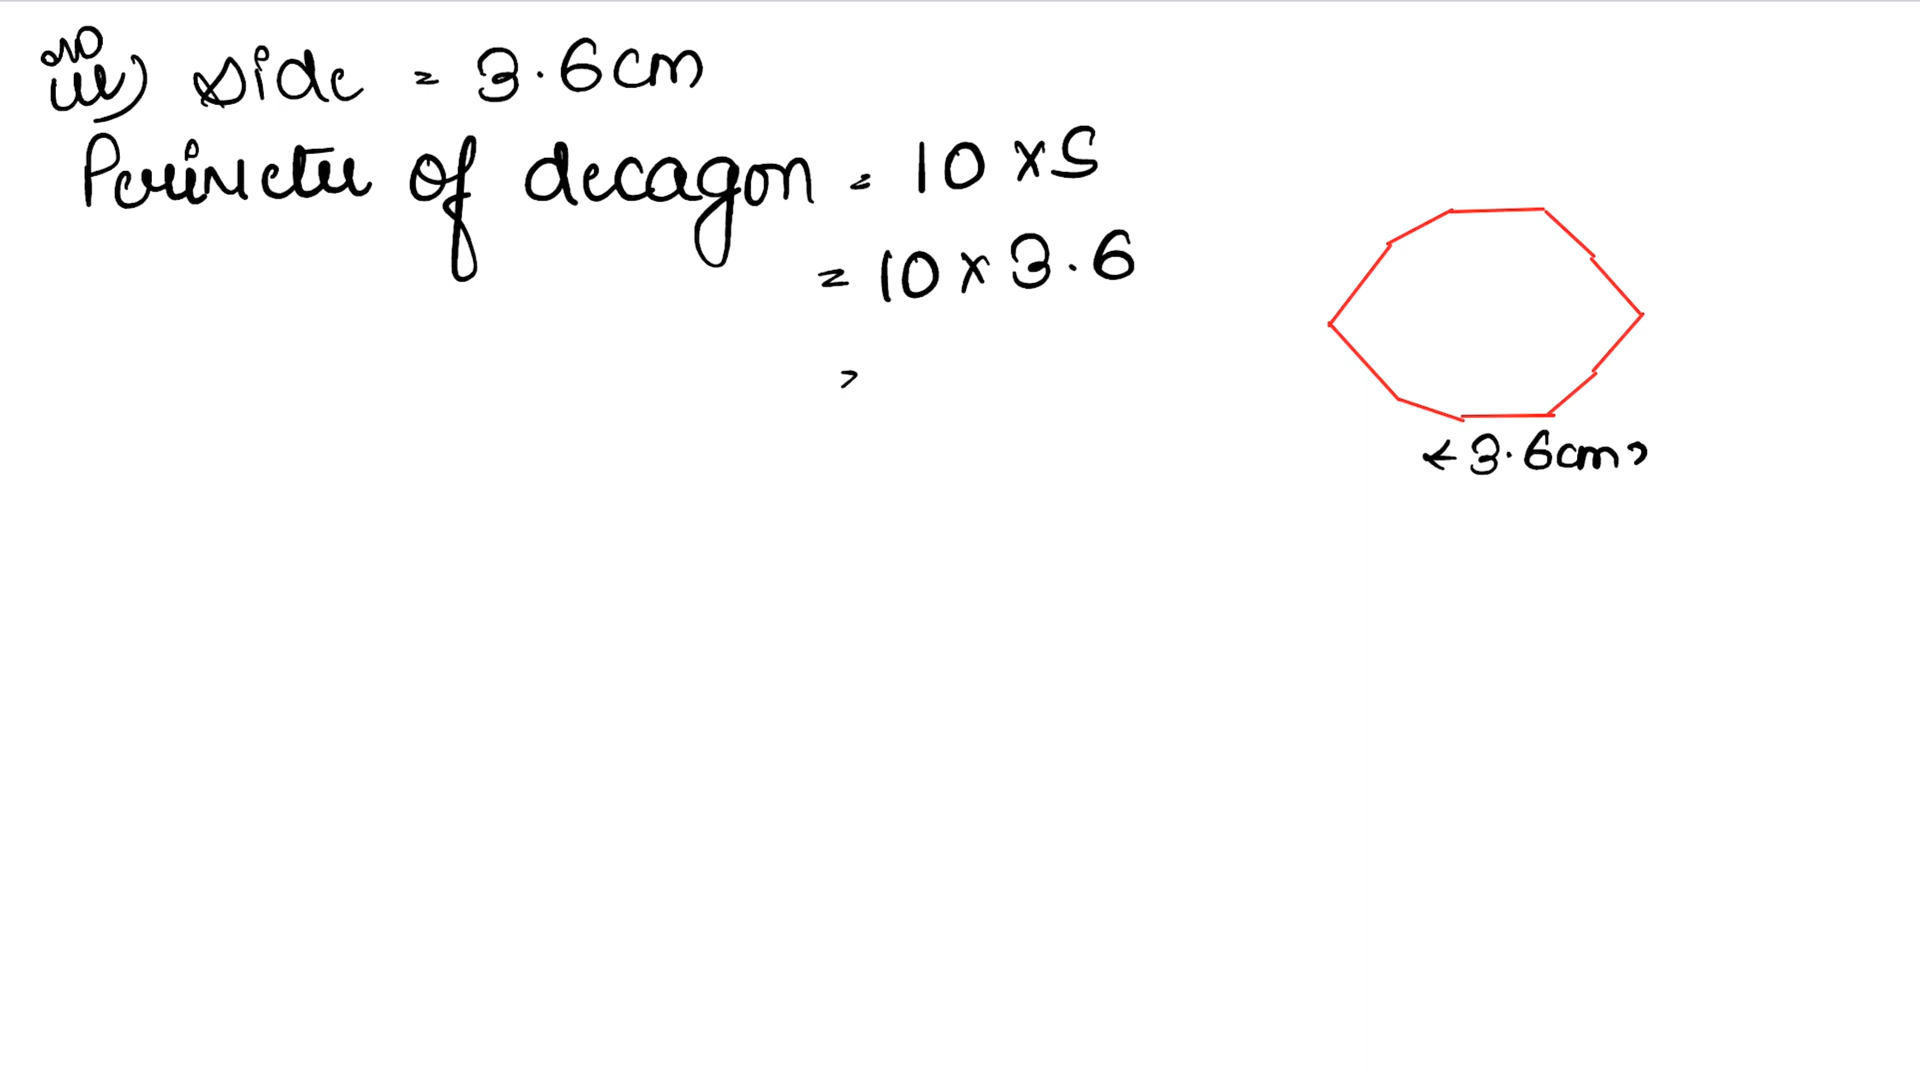 iii) side = 3.6cm
Perimeter of decagon = 10 x S
= 10 x 3.6
=
<3.6cm>